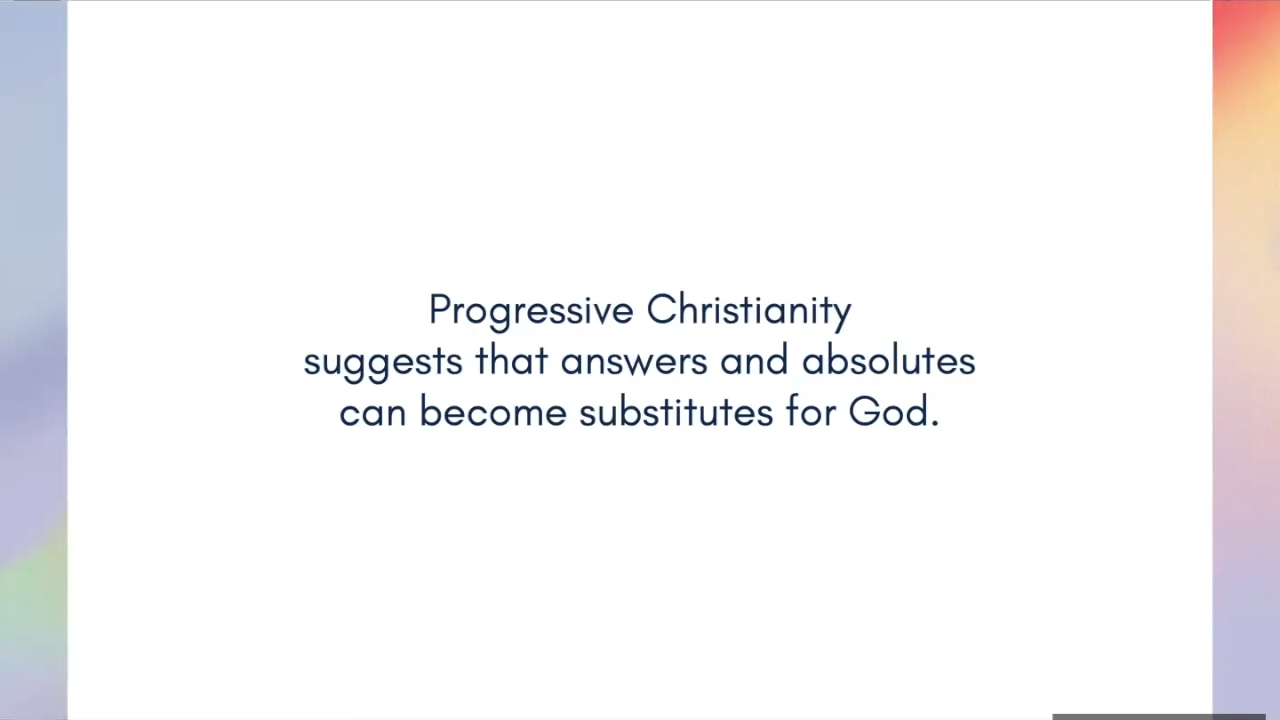 Progressive Christianity
suggests that answers and absolutes
can become substitutes for God.